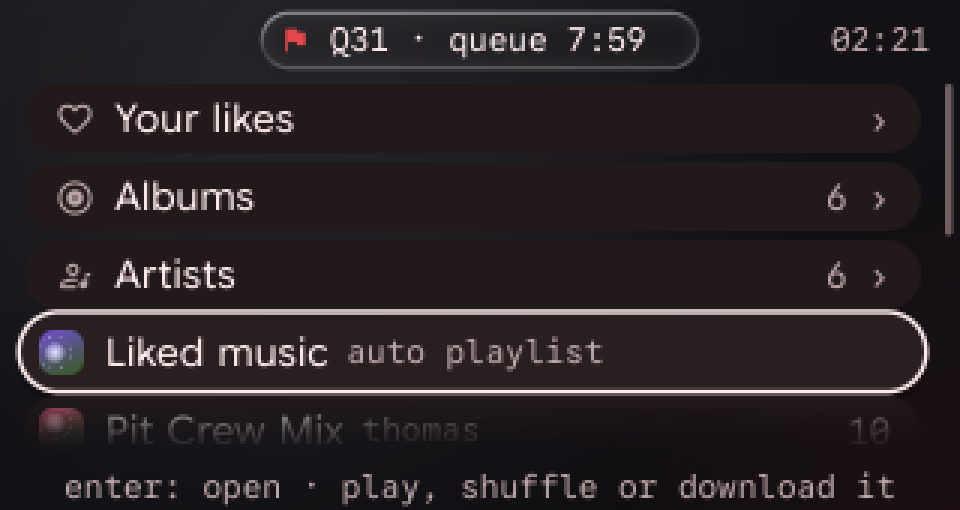 Q31 · queue 7:59
02:21
Your likes ›
Albums 6 ›
Artists 6 ›
Liked music auto playlist
Pit Crew Mix thomas 10
enter: open · play, shuffle or download it